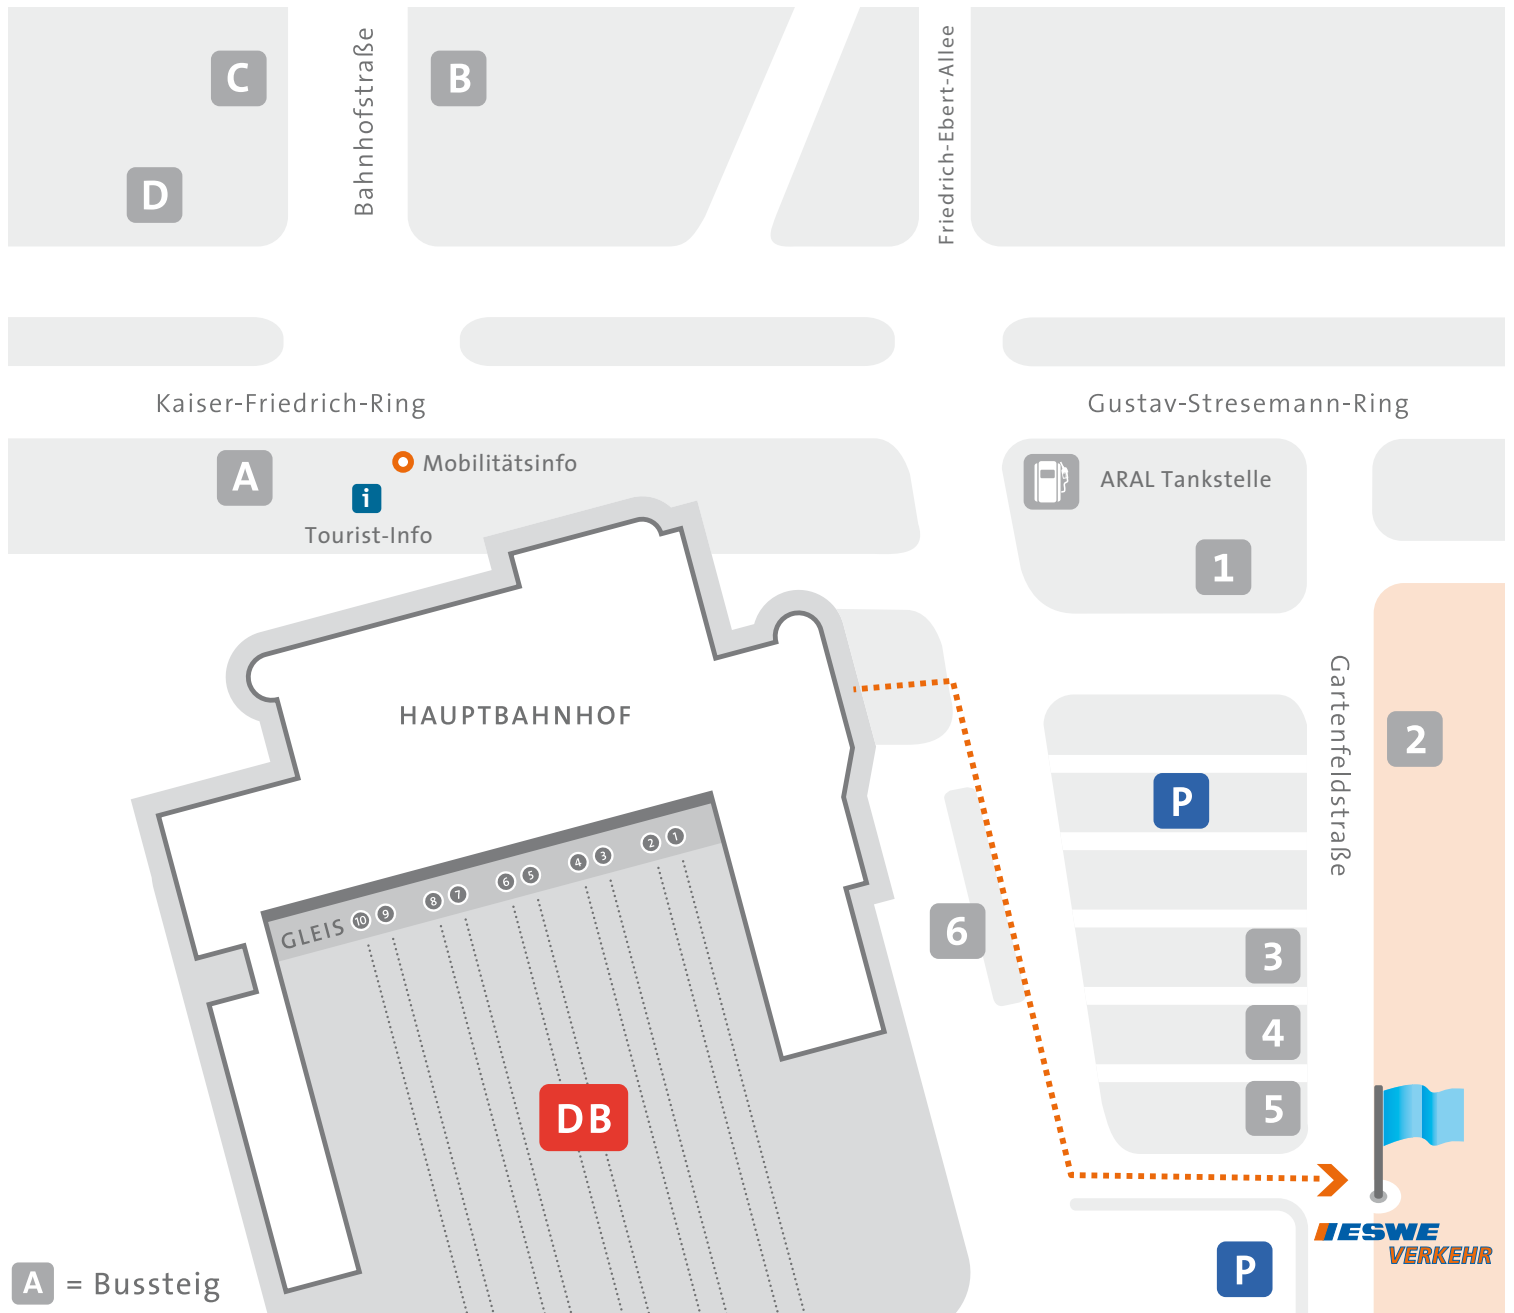 C
Bahnhofstraße
B
Friedrich-Ebert-Allee
D
Kaiser-Friedrich-Ring
Gustav-Stresemann-Ring
A
Mobilitätsinfo
i
Tourist-Info
ARAL Tankstelle
1
HAUPTBAHNHOF
Gartenfeldstraße
2
P
GLEIS 10 9 8 7 6 5 4 3 2 1
6
3
4
5
DB
ESWE
VERKEHR
P
A = Bussteig